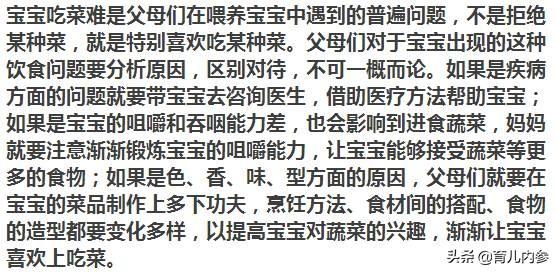 宝宝吃菜难是父母们在喂养宝宝中遇到的普遍问题，不是拒绝
某种菜，就是特别喜欢吃某种菜。父母们对于宝宝出现的这种
饮食问题要分析原因，区别对待，不可一概而论。如果是疾病
方面的问题就要带宝宝去咨询医生，借助医疗方法帮助宝宝；
如果是宝宝的咀嚼和吞咽能力差，也会影响到进食蔬菜，妈妈
就要注意渐渐锻炼宝宝的咀嚼能力，让宝宝能够接受蔬菜等更
多的食物；如果是色、香、味、型方面的原因，父母们就要在
宝宝的菜品制作上多下功夫，烹饪方法、食材间的搭配、食物
的造型都要变化多样，以提高宝宝对蔬菜的兴趣，渐渐让宝宝
喜欢上吃菜。
头条 @育儿内参